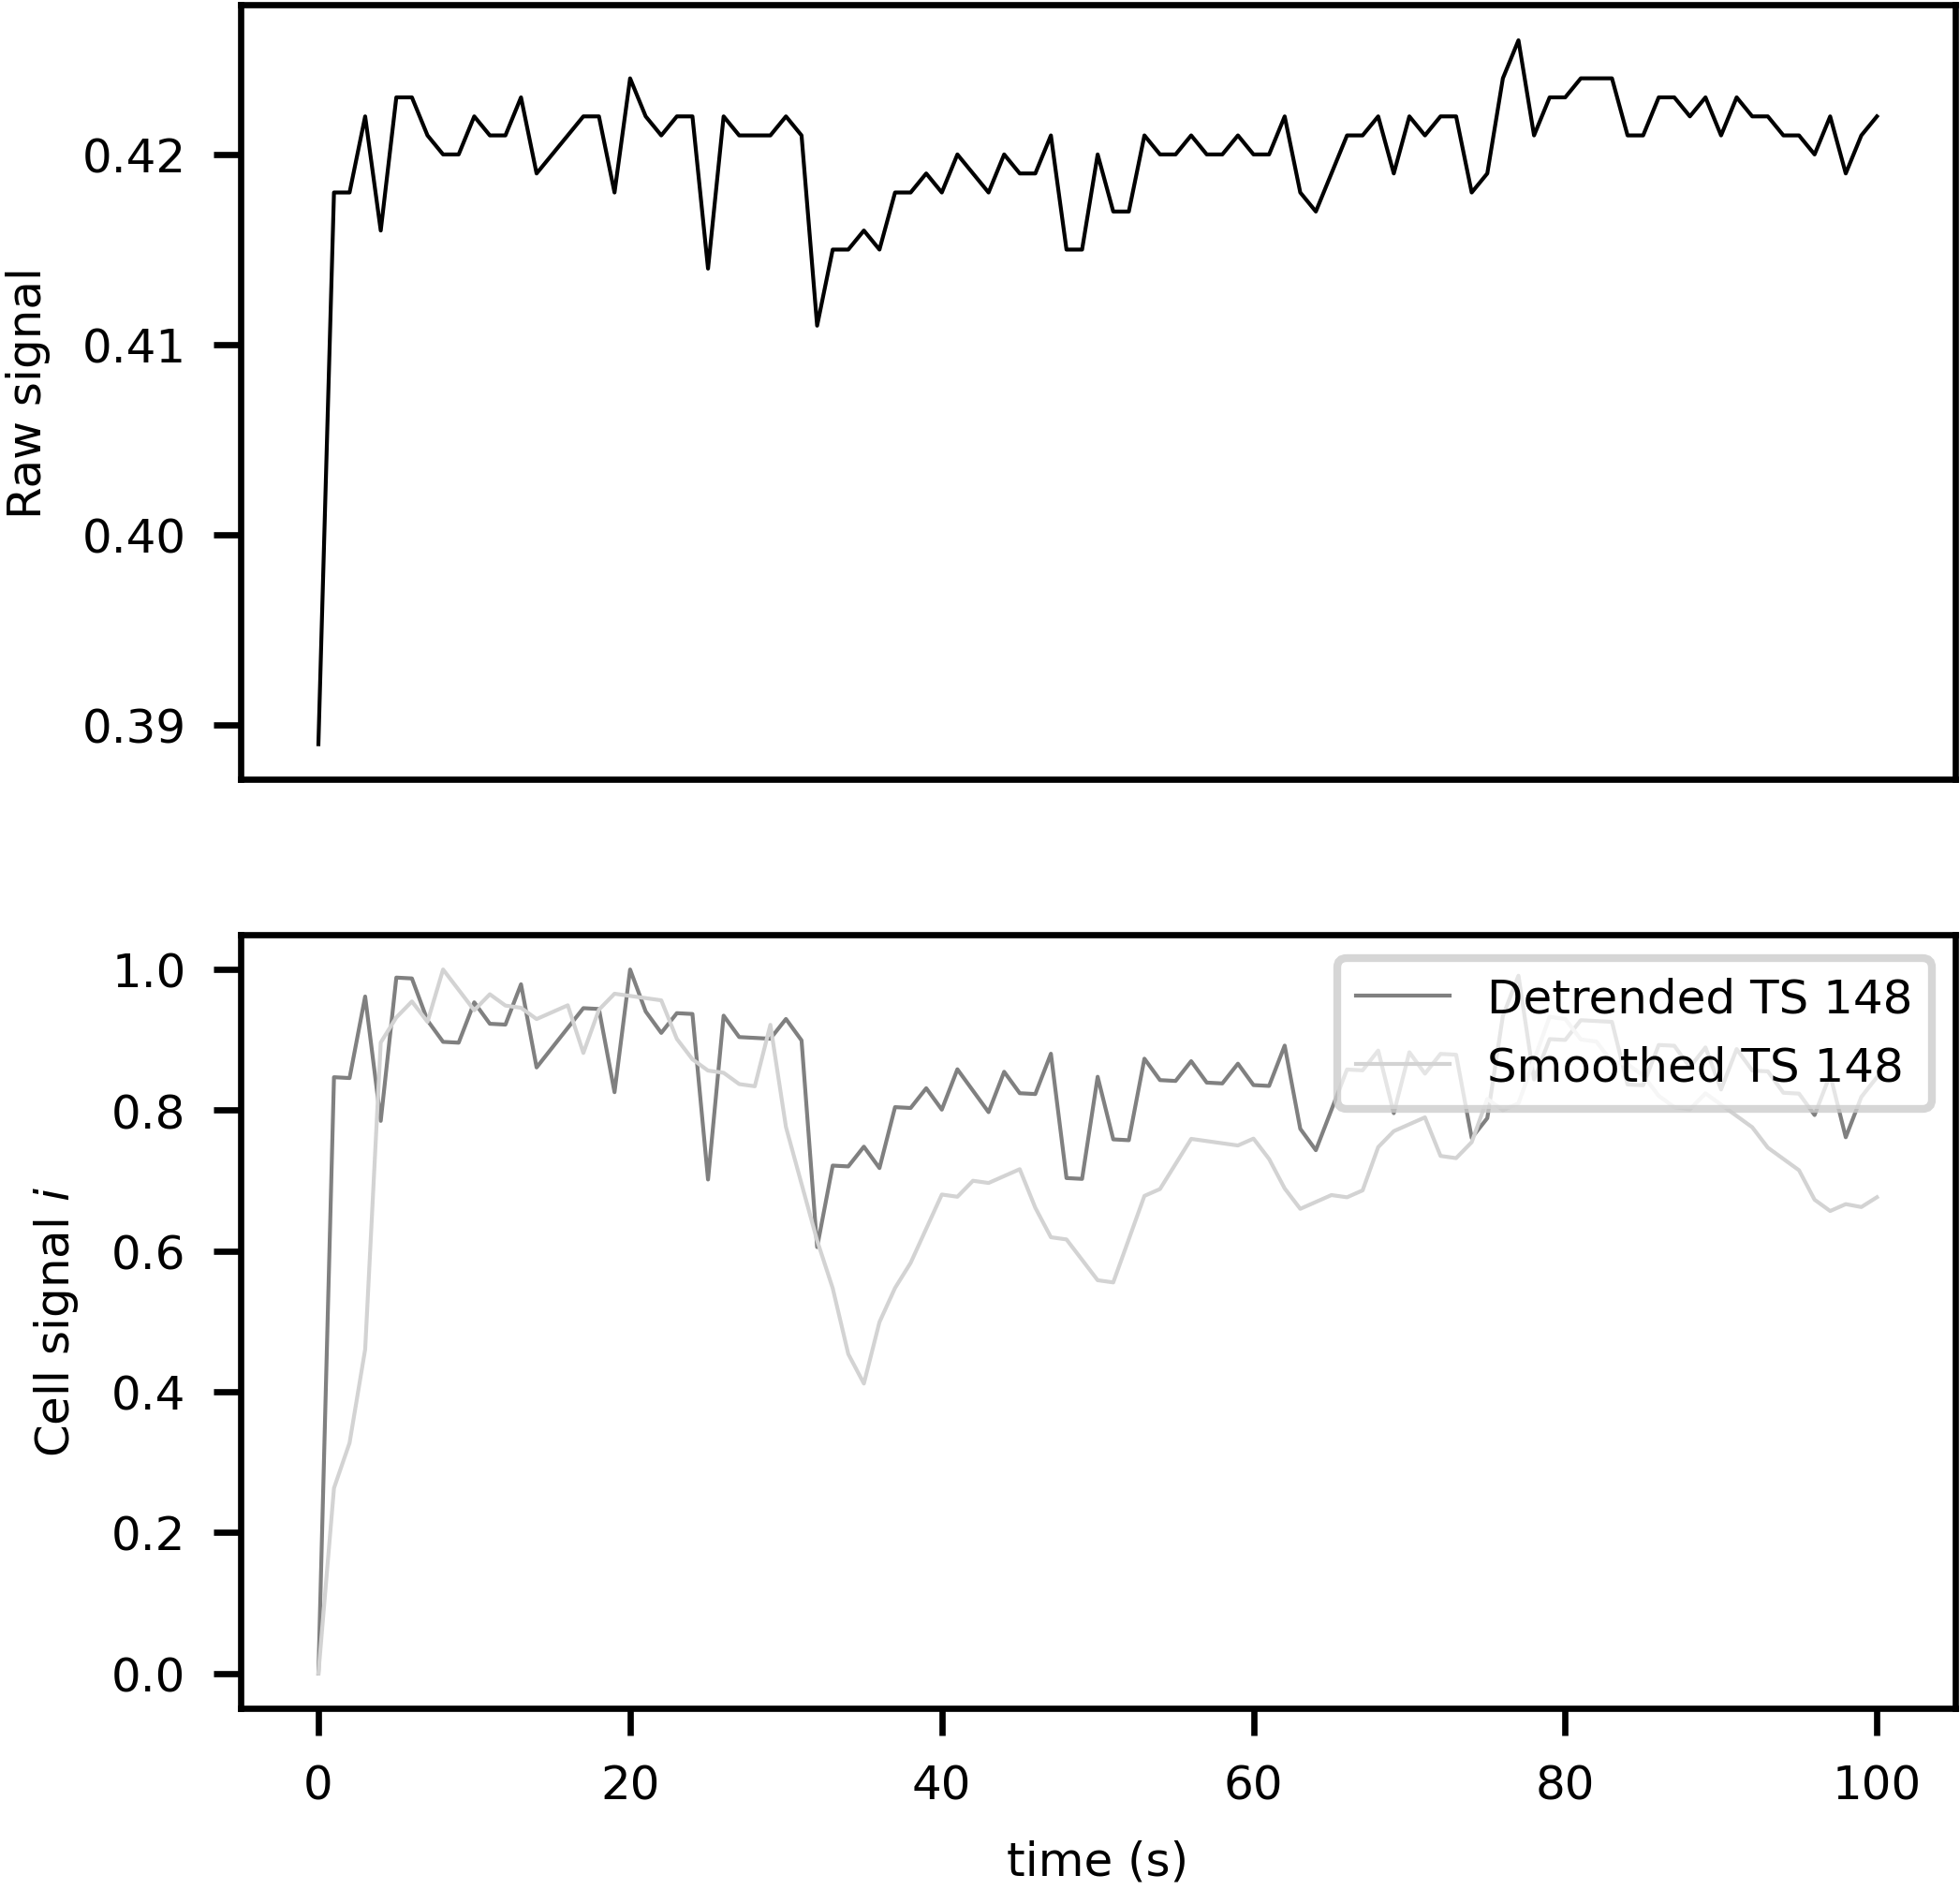 Raw signal
0.42
0.41
0.40
0.39
Cell signal i
1.0
0.8
0.6
0.4
0.2
0.0
Detrended TS 148
Smoothed TS 148
0 20 40 60 80 100
time (s)